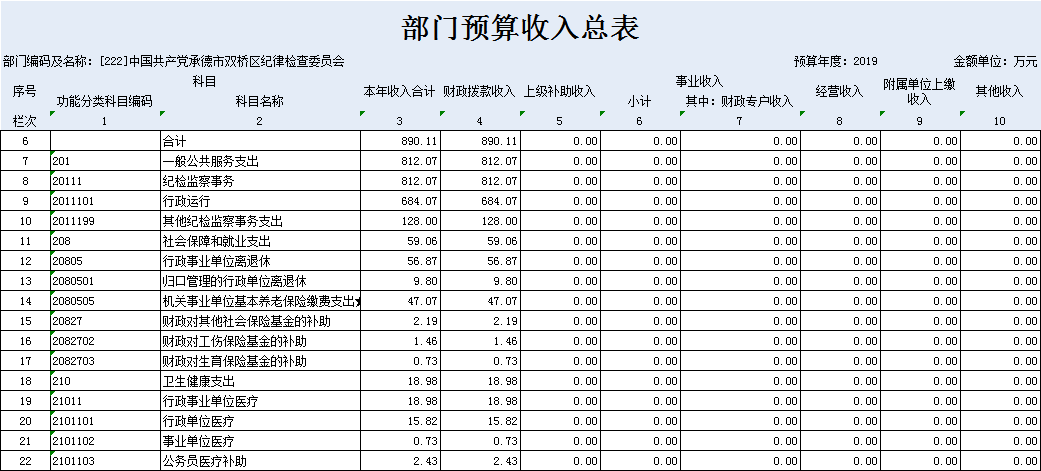 部门预算收入总表
部门编码及名称：[222]中国共产党承德市双桥区纪律检查委员会 预算年度：2019 金额单位：万元
序号 科目 本年收入合计 财政拨款收入 上级补助收入 事业收入 经营收入 附属单位上缴收入 其他收入
功能分类科目编码 科目名称 小计 其中：财政专户收入
栏次 1 2 3 4 5 6 7 8 9 10
6 合计 890.11 890.11 0.00 0.00 0.00 0.00 0.00 0.00
7 201 一般公共服务支出 812.07 812.07 0.00 0.00 0.00 0.00 0.00 0.00
8 20111 纪检监察事务 812.07 812.07 0.00 0.00 0.00 0.00 0.00 0.00
9 2011101 行政运行 684.07 684.07 0.00 0.00 0.00 0.00 0.00 0.00
10 2011199 其他纪检监察事务支出 128.00 128.00 0.00 0.00 0.00 0.00 0.00 0.00
11 208 社会保障和就业支出 59.06 59.06 0.00 0.00 0.00 0.00 0.00 0.00
12 20805 行政事业单位离退休 56.87 56.87 0.00 0.00 0.00 0.00 0.00 0.00
13 2080501 归口管理的行政单位离退休 9.80 9.80 0.00 0.00 0.00 0.00 0.00 0.00
14 2080505 机关事业单位基本养老保险缴费支出★ 47.07 47.07 0.00 0.00 0.00 0.00 0.00 0.00
15 20827 财政对其他社会保险基金的补助 2.19 2.19 0.00 0.00 0.00 0.00 0.00 0.00
16 2082702 财政对工伤保险基金的补助 1.46 1.46 0.00 0.00 0.00 0.00 0.00 0.00
17 2082703 财政对生育保险基金的补助 0.73 0.73 0.00 0.00 0.00 0.00 0.00 0.00
18 210 卫生健康支出 18.98 18.98 0.00 0.00 0.00 0.00 0.00 0.00
19 21011 行政事业单位医疗 18.98 18.98 0.00 0.00 0.00 0.00 0.00 0.00
20 2101101 行政单位医疗 15.82 15.82 0.00 0.00 0.00 0.00 0.00 0.00
21 2101102 事业单位医疗 0.73 0.73 0.00 0.00 0.00 0.00 0.00 0.00
22 2101103 公务员医疗补助 2.43 2.43 0.00 0.00 0.00 0.00 0.00 0.00